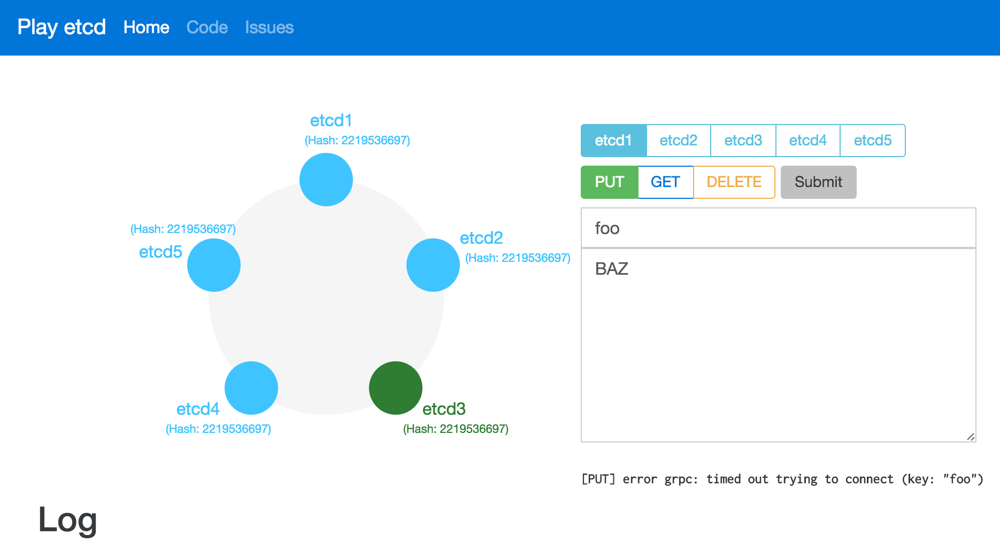 Play etcd Home Code Issues
etcd1
(Hash: 2219536697)
(Hash: 2219536697)
etcd5
etcd2
(Hash: 2219536697)
etcd4
(Hash: 2219536697)
etcd3
(Hash: 2219536697)
etcd1 etcd2 etcd3 etcd4 etcd5
PUT GET DELETE Submit
foo
BAZ
[PUT] error grpc: timed out trying to connect (key: "foo")
Log